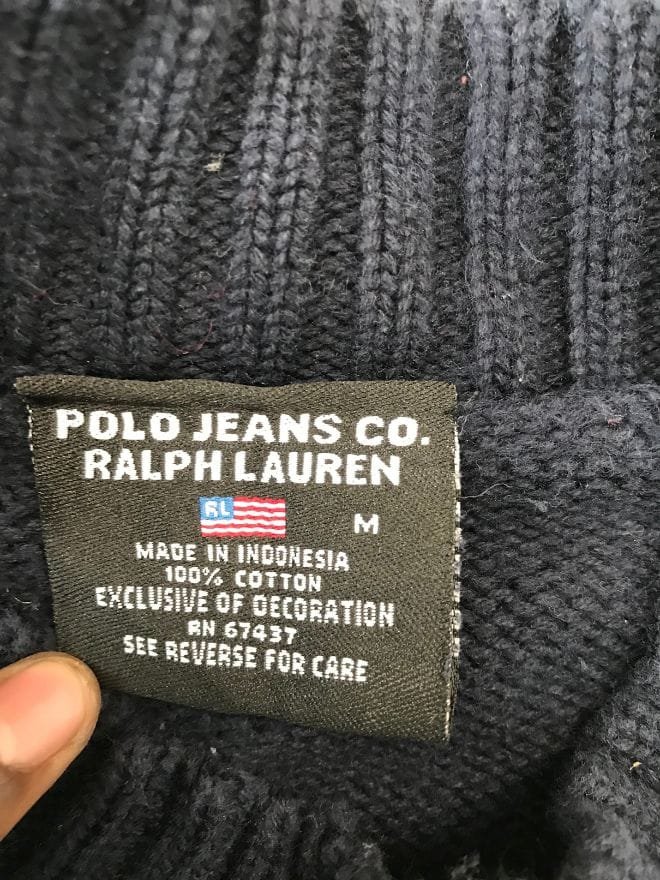 POLO JEANS CO.
RALPH LAUREN
RL
M
MADE IN INDONESIA
100% COTTON
EXCLUSIVE OF DECORATION
RN 67437
SEE REVERSE FOR CARE